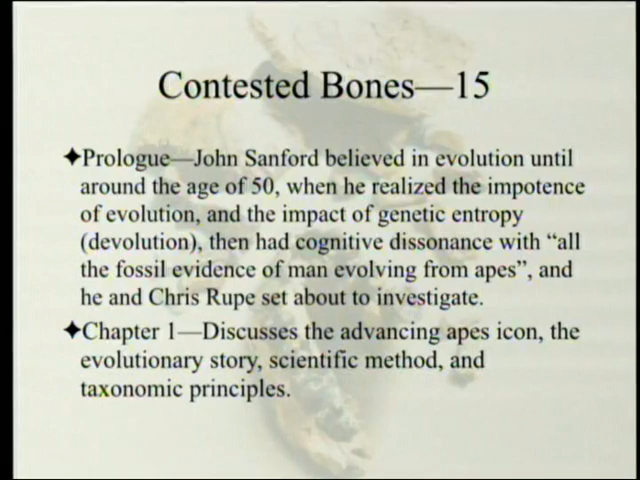 Contested Bones—15
✦Prologue—John Sanford believed in evolution until
around the age of 50, when he realized the impotence
of evolution, and the impact of genetic entropy
(devolution), then had cognitive dissonance with “all
the fossil evidence of man evolving from apes”, and
he and Chris Rupe set about to investigate.
✦Chapter 1—Discusses the advancing apes icon, the
evolutionary story, scientific method, and
taxonomic principles.